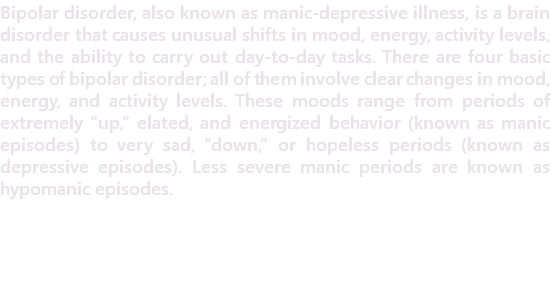 Bipolar disorder, also known as manic-depressive illness, is a brain
disorder that causes unusual shifts in mood, energy, activity levels,
and the ability to carry out day-to-day tasks. There are four basic
types of bipolar disorder; all of them involve clear changes in mood,
energy, and activity levels. These moods range from periods of
extremely “up,” elated, and energized behavior (known as manic
episodes) to very sad, “down,” or hopeless periods (known as
depressive episodes). Less severe manic periods are known as
hypomanic episodes.